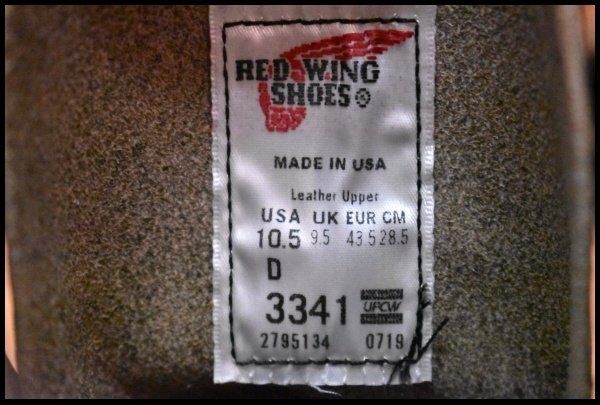 RED WING
SHOES ®
MADE IN USA
Leather Upper
USA UK EUR CM
10.5 9.5 43.5 28.5
D
3341 UFCW
2795134 0719